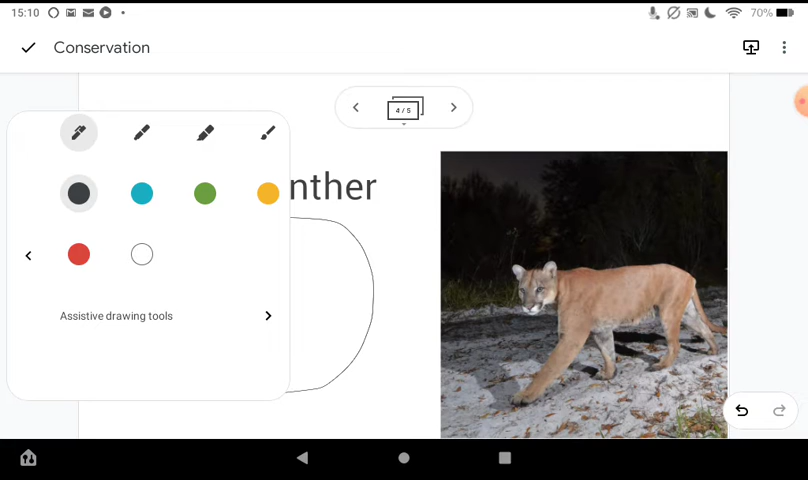 15:10
70%
Conservation
4 / 5
nther
Assistive drawing tools